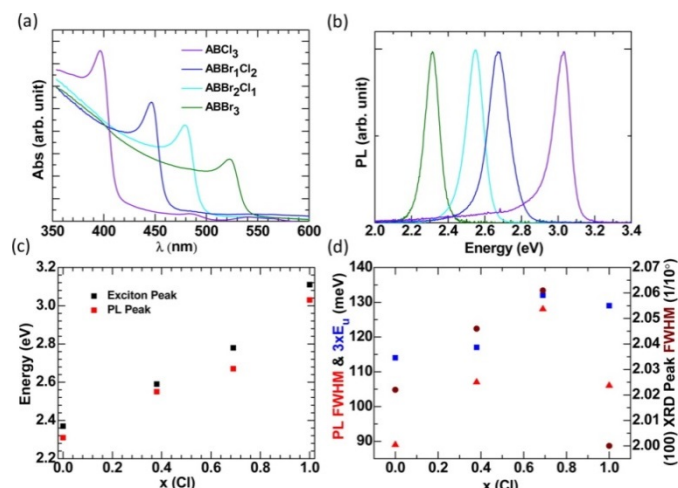 (a)
Abs (arb. unit)
ABCl₃
ABBr₁Cl₂
ABBr₂Cl₁
ABBr₃
350 400 450 500 550 600
λ (nm)
(b)
PL (arb. unit)
2.0 2.2 2.4 2.6 2.8 3.0 3.2 3.4
Energy (eV)
(c)
Energy (eV)
3.2
3.0
2.8
2.6
2.4
2.2
Exciton Peak
PL Peak
0.0 0.2 0.4 0.6 0.8 1.0
x (Cl)
(d)
PL FWHM & 3xEᵤ (meV)
140
130
120
110
100
90
2.07
2.06
2.05
2.04
2.03
2.02
2.01
2.00
(100) XRD Peak FWHM (1/10°)
0.0 0.2 0.4 0.6 0.8 1.0
x (Cl)